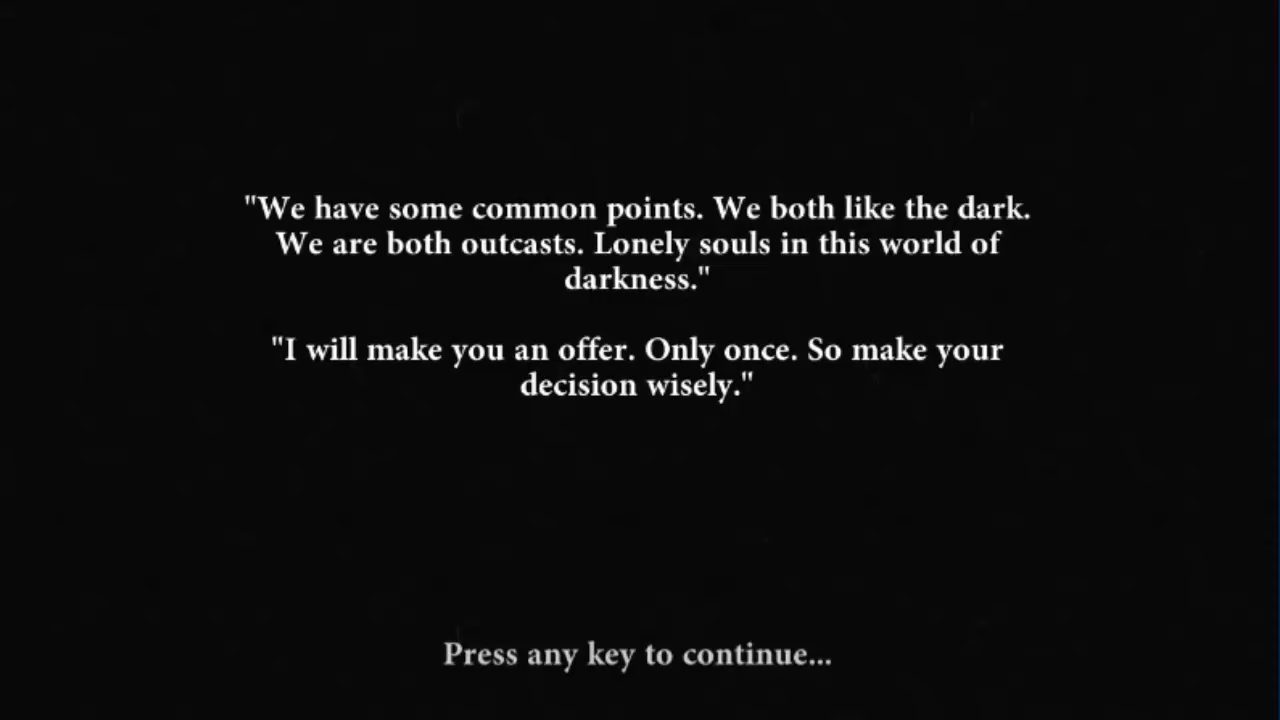 "We have some common points. We both like the dark.
We are both outcasts. Lonely souls in this world of
darkness."
"I will make you an offer. Only once. So make your
decision wisely."
Press any key to continue...